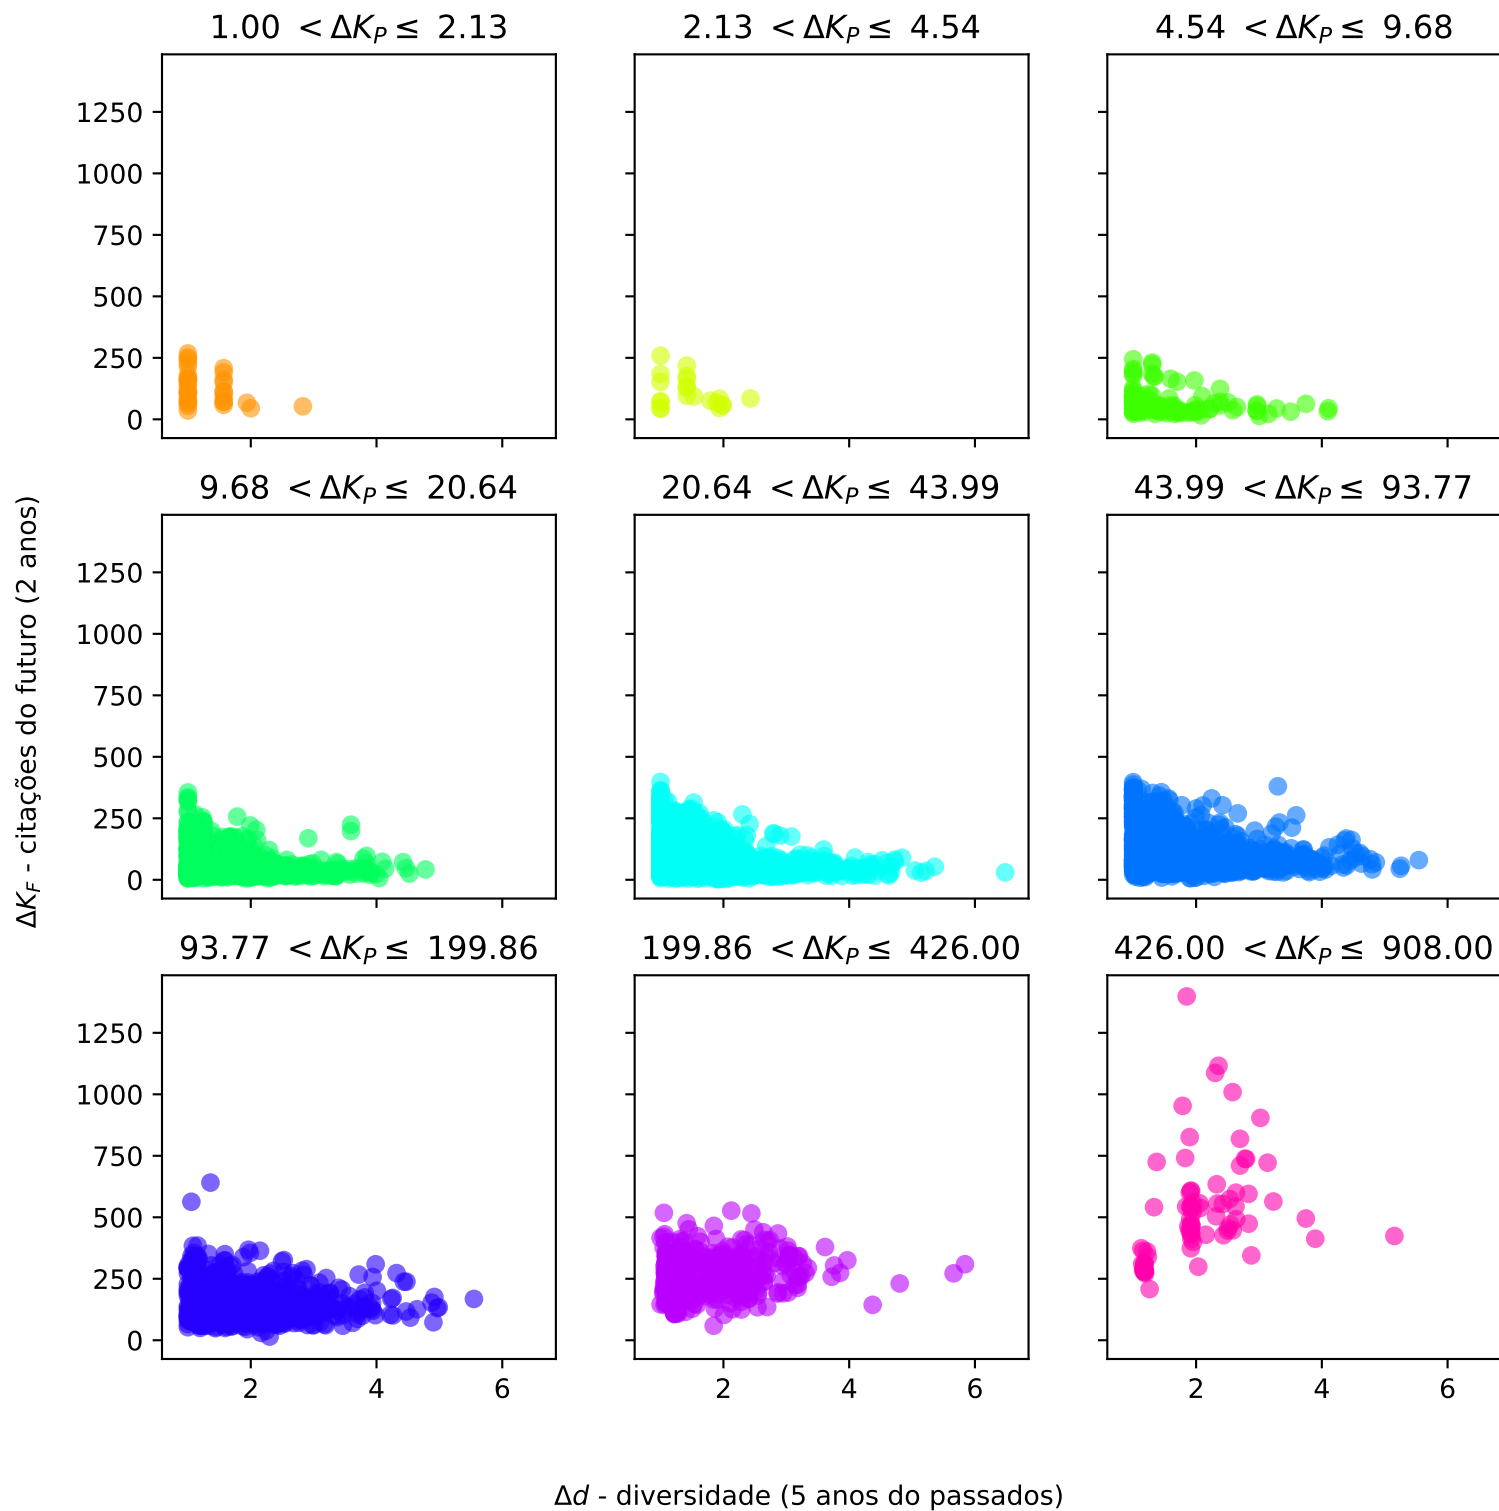 1.00 < ΔK_P ≤ 2.13
2.13 < ΔK_P ≤ 4.54
4.54 < ΔK_P ≤ 9.68
1250
1000
750
500
250
0
9.68 < ΔK_P ≤ 20.64
20.64 < ΔK_P ≤ 43.99
43.99 < ΔK_P ≤ 93.77
1250
1000
750
500
250
0
ΔK_F - citações do futuro (2 anos)
93.77 < ΔK_P ≤ 199.86
199.86 < ΔK_P ≤ 426.00
426.00 < ΔK_P ≤ 908.00
1250
1000
750
500
250
0
2 4 6
2 4 6
2 4 6
Δd - diversidade (5 anos do passados)